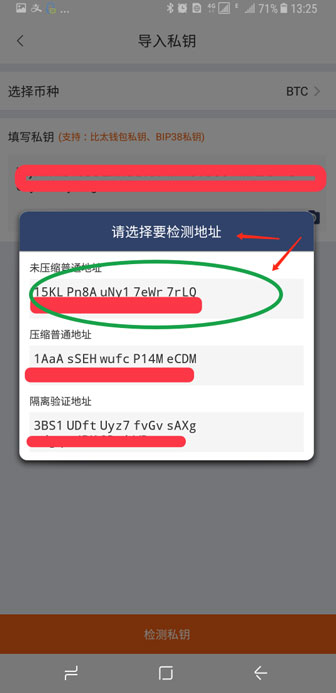 71% 13:25
导入私钥
选择币种 BTC
填写私钥 (支持：比太钱包私钥、BIP38私钥)
请选择要检测地址
未压缩普通地址
15KL Pn8A uNy1 7eWr 7rLQ
压缩普通地址
1AaA sSEH wufc P14M eCDM
隔离验证地址
3BS1 UDft Uyz7 fvGv sAXg
检测私钥